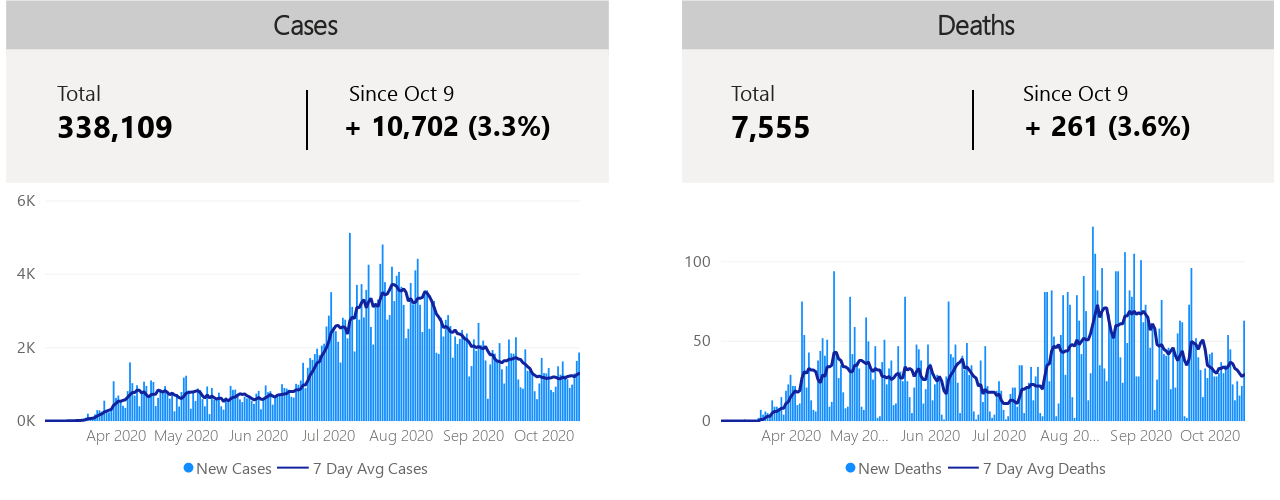 Cases
Total
338,109
Since Oct 9
+ 10,702 (3.3%)
6K
4K
2K
0K
Apr 2020 May 2020 Jun 2020 Jul 2020 Aug 2020 Sep 2020 Oct 2020
New Cases 7 Day Avg Cases
Deaths
Total
7,555
Since Oct 9
+ 261 (3.6%)
100
50
0
Apr 2020 May 20... Jun 2020 Jul 2020 Aug 20... Sep 2020 Oct 2020
New Deaths 7 Day Avg Deaths